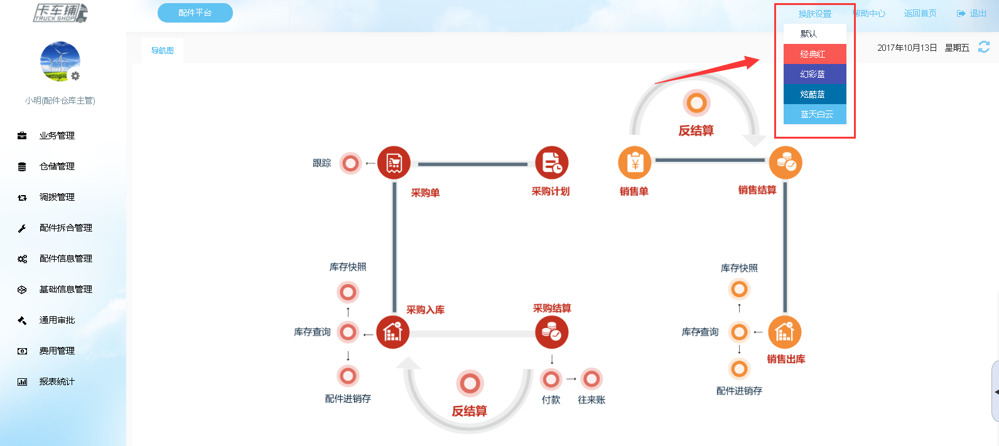 卡车铺
TRUCK SHOP
配件平台
换肤设置
帮助中心
返回首页
退出
默认
经典红
幻彩蓝
炫酷蓝
蓝天白云
导航图
2017年10月13日 星期五
小明(配件仓库主管)
业务管理
仓储管理
调拨管理
配件拆合管理
配件信息管理
基础信息管理
通用审批
费用管理
报表统计
跟踪
采购单
采购计划
库存快照
采购入库
采购结算
库存查询
配件进销存
反结算
付款
往来账
反结算
销售单
销售结算
库存快照
库存查询
销售出库
配件进销存